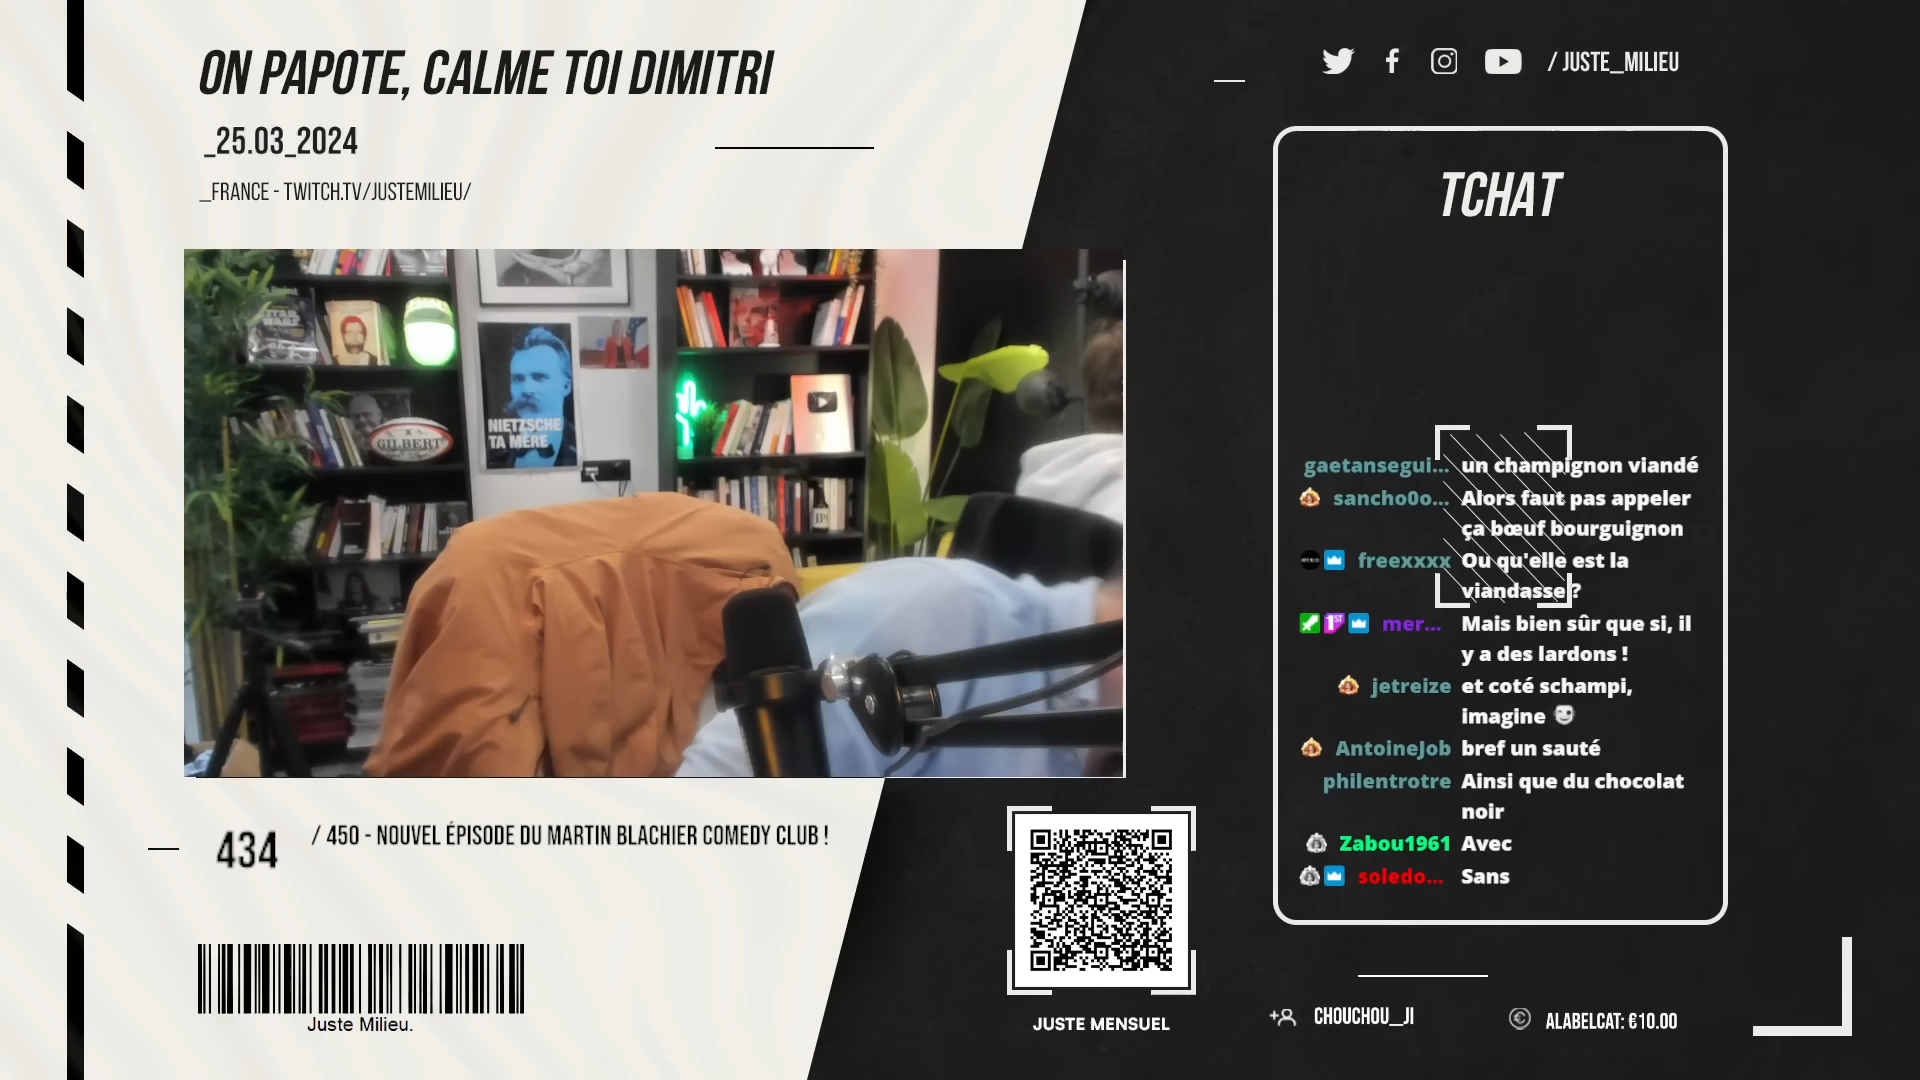 ON PAPOTE, CALME TOI DIMITRI
_25.03_2024
_FRANCE - TWITCH.TV/JUSTEMILIEU/
/ JUSTE_MILIEU
TCHAT
STAR WARS
GILBERT
NIETZSCHE
TA MÈRE
gaetansegui... un champignon viandé
sancho0o... Alors faut pas appeler
ça bœuf bourguignon
freexxxx Ou qu'elle est la
viandasse ?
1ST mer... Mais bien sûr que si, il
y a des lardons !
jetreize et coté schampi,
imagine
AntoineJob bref un sauté
philentrotre Ainsi que du chocolat
noir
Zabou1961 Avec
soledo... Sans
434 / 450 - NOUVEL ÉPISODE DU MARTIN BLACHIER COMEDY CLUB !
Juste Milieu.
JUSTE MENSUEL
CHOUCHOU__JI
ALABELCAT: €10.00